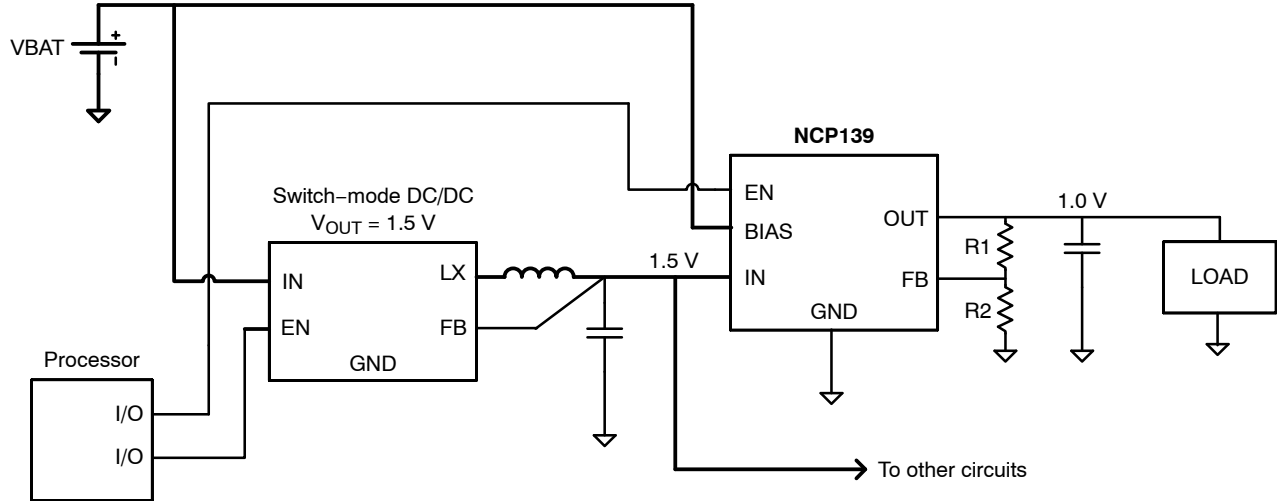 VBAT
+
NCP139
Switch−mode DC/DC
VOUT = 1.5 V
EN
BIAS
IN
GND
OUT
FB
1.0 V
R1
R2
LOAD
IN
EN
LX
FB
GND
1.5 V
Processor
I/O
I/O
To other circuits